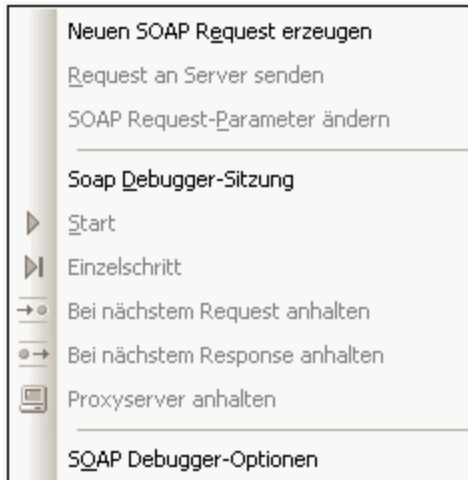 Neuen SOAP Request erzeugen
Request an Server senden
SOAP Request-Parameter ändern
Soap Debugger-Sitzung
Start
Einzelschritt
Bei nächstem Request anhalten
Bei nächstem Response anhalten
Proxyserver anhalten
SOAP Debugger-Optionen